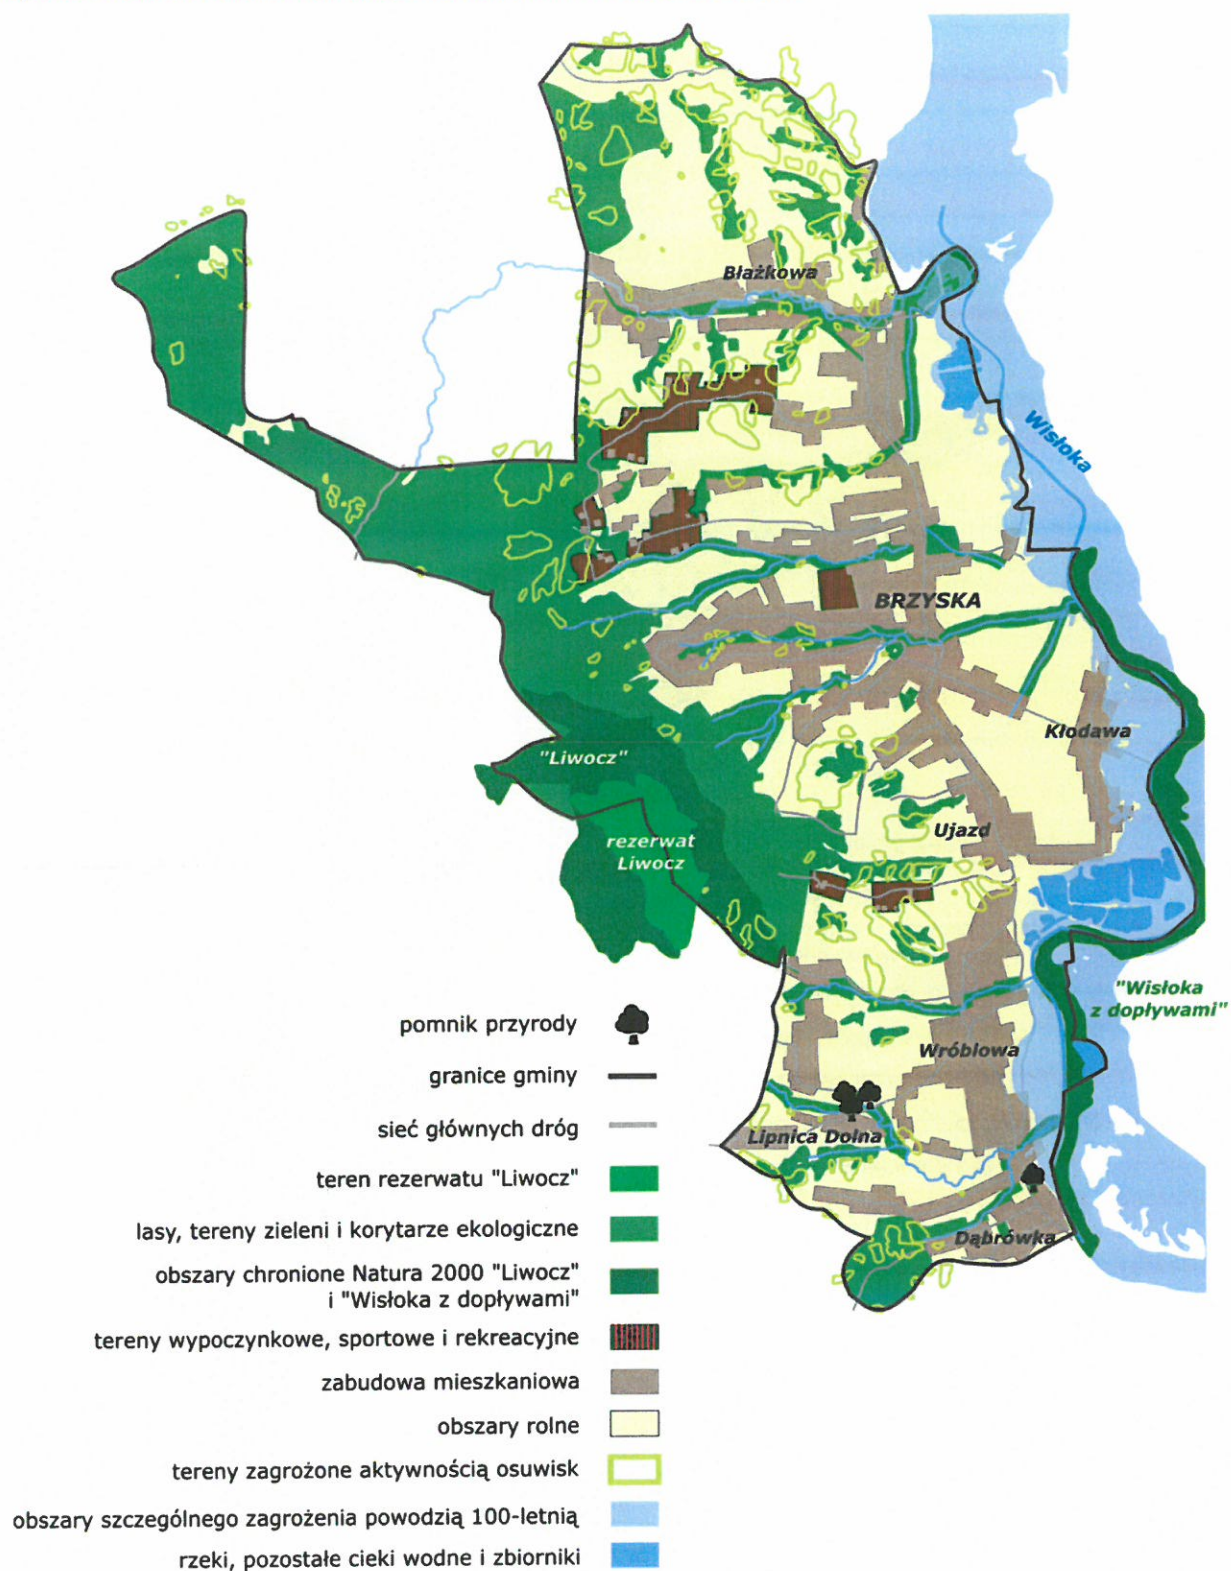 Błażkowa
Wisłoka
BRZYSKA
Kłodawa
"Liwocz"
Ujazd
rezerwat
Liwocz
"Wisłoka
z dopływami"
Wróblowa
Lipnica Dolna
Dąbrówka
pomnik przyrody
granice gminy
sieć głównych dróg
teren rezerwatu "Liwocz"
lasy, tereny zieleni i korytarze ekologiczne
obszary chronione Natura 2000 "Liwocz"
i "Wisłoka z dopływami"
tereny wypoczynkowe, sportowe i rekreacyjne
zabudowa mieszkaniowa
obszary rolne
tereny zagrożone aktywnością osuwisk
obszary szczególnego zagrożenia powodzią 100-letnią
rzeki, pozostałe cieki wodne i zbiorniki